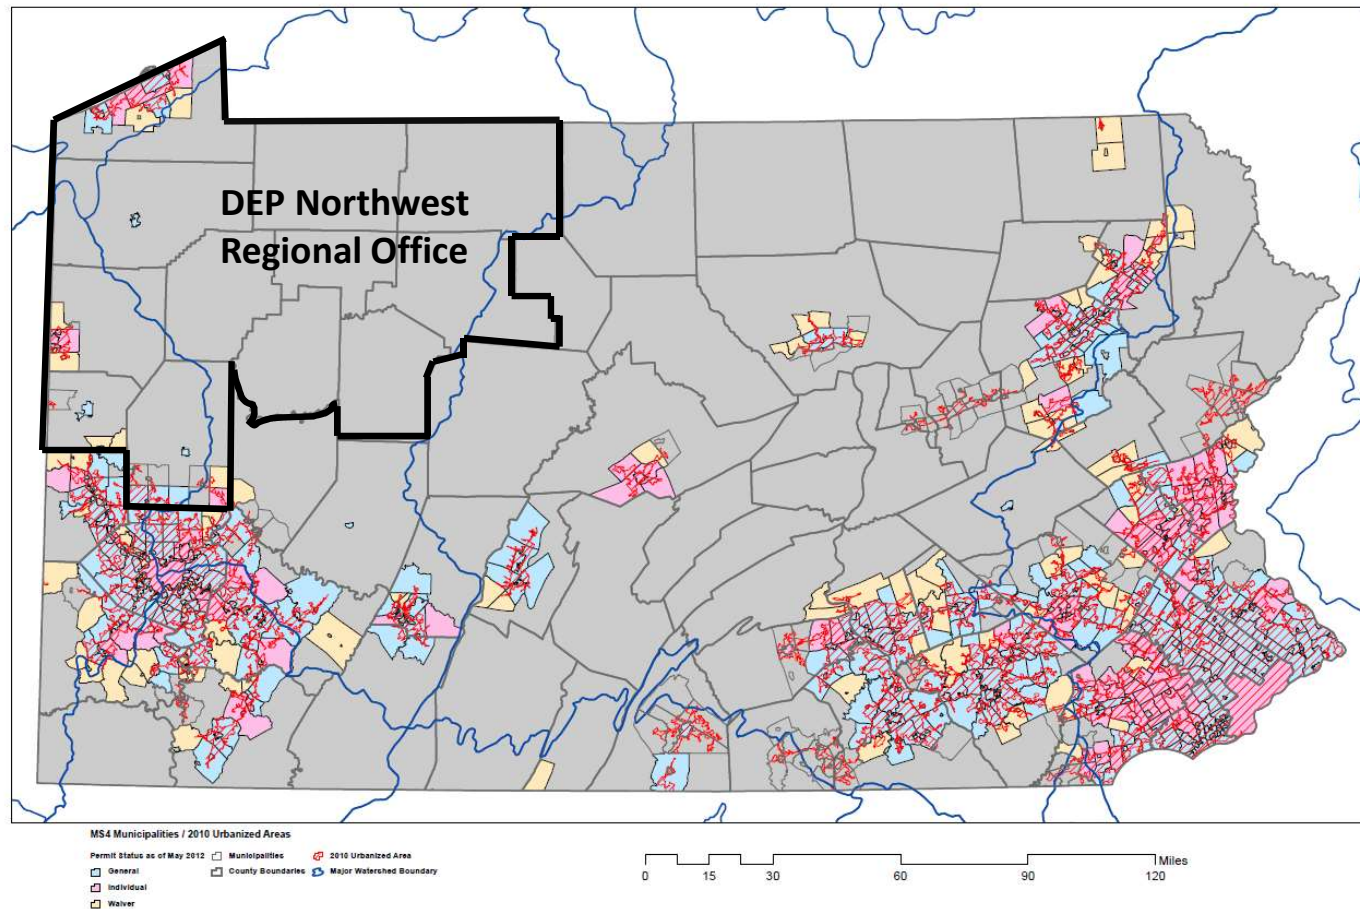 DEP Northwest
Regional Office
MS4 Municipalities / 2010 Urbanized Areas
Permit Status as of May 2012 Municipalities 2010 Urbanized Area
General County Boundaries Major Watershed Boundary
Individual
Waiver
Miles
0 15 30 60 90 120